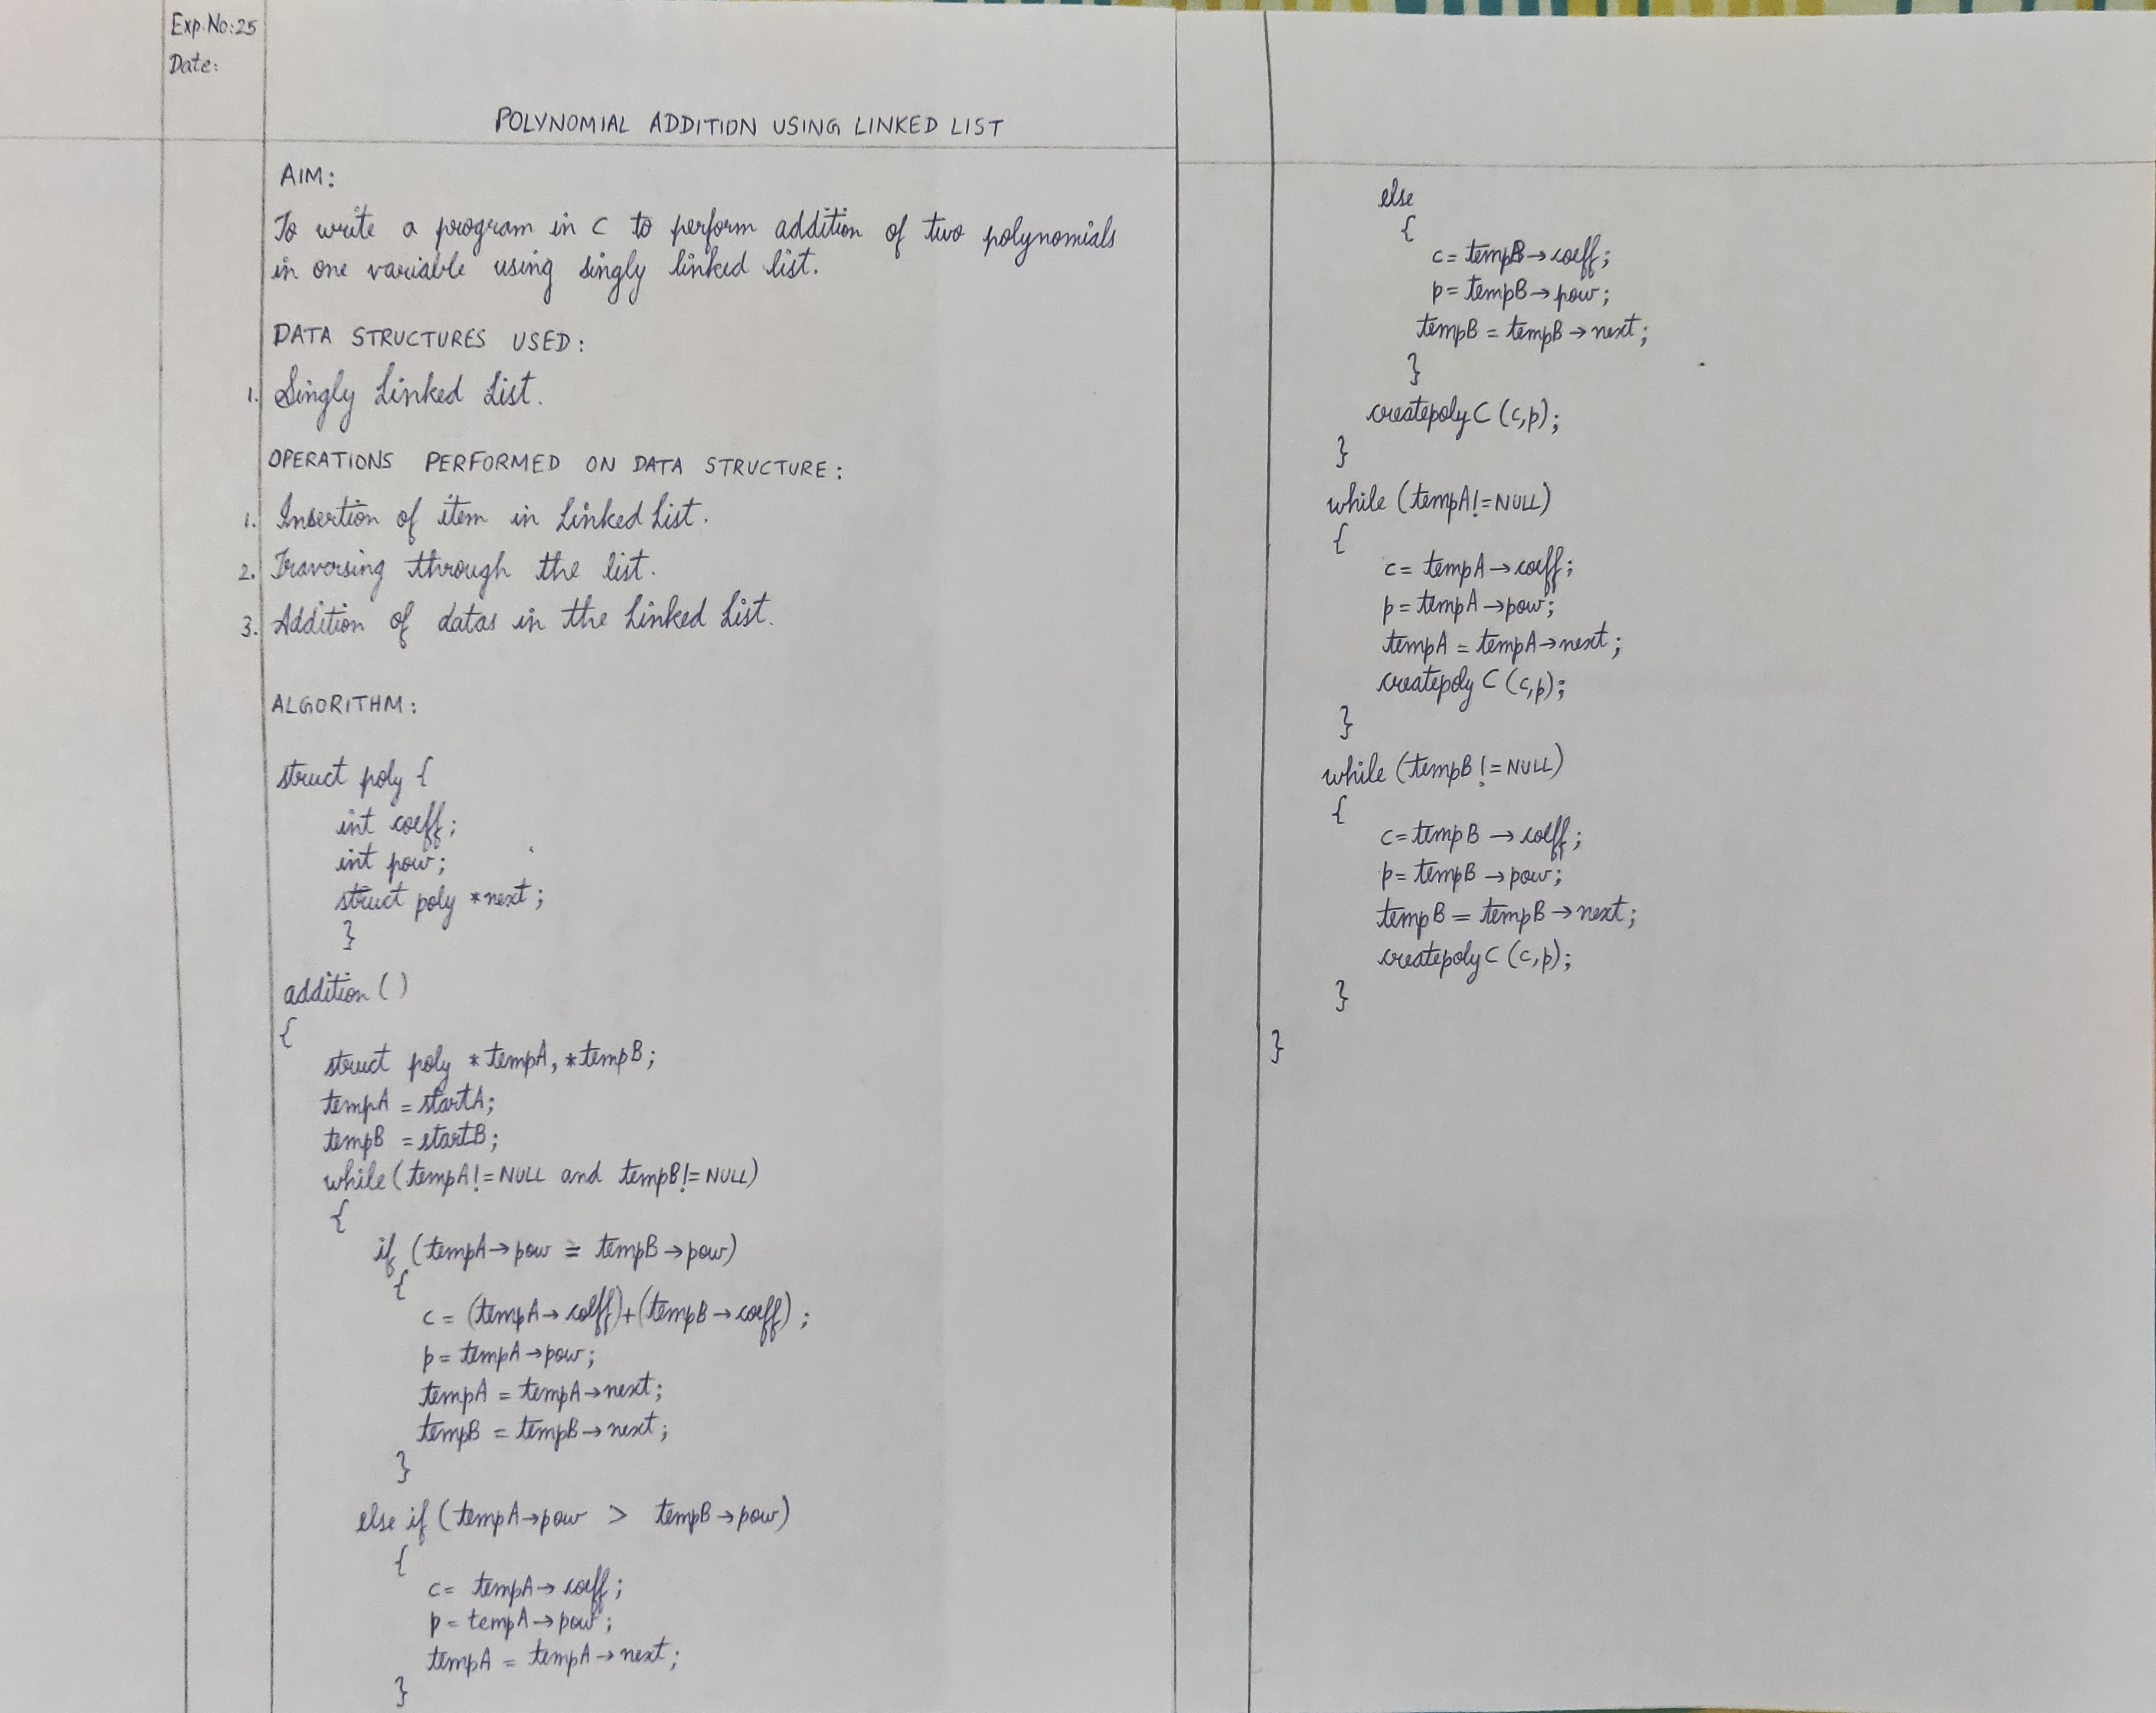 Exp.No:25
Date:
POLYNOMIAL ADDITION USING LINKED LIST
AIM:
To write a program in C to perform addition of two polynomials
in one variable using singly linked list.
DATA STRUCTURES USED:
1. Singly Linked List.
OPERATIONS PERFORMED ON DATA STRUCTURE:
1. Insertion of item in Linked List.
2. Traversing through the list.
3. Addition of datas in the Linked List.
ALGORITHM:
struct poly {
int coeff;
int pow;
struct poly *next;
}
addition ()
{
struct poly *tempA, *tempB;
tempA = startA;
tempB = startB;
while (tempA!=NULL and tempB!=NULL)
{
if (tempA→pow = tempB→pow)
{
c = (tempA→coeff)+(tempB→coeff);
p = tempA→pow;
tempA = tempA→next;
tempB = tempB→next;
}
else if (tempA→pow > tempB→pow)
{
c = tempA→coeff;
p = tempA→pow;
tempA = tempA→next;
}
else
{
c = tempB→coeff;
p = tempB→pow;
tempB = tempB→next;
}
createpolyC (c,p);
}
while (tempA!=NULL)
{
c = tempA→coeff;
p = tempA→pow;
tempA = tempA→next;
createpolyC (c,p);
}
while (tempB!=NULL)
{
c = tempB→coeff;
p = tempB→pow;
tempB = tempB→next;
createpolyC (c,p);
}
}